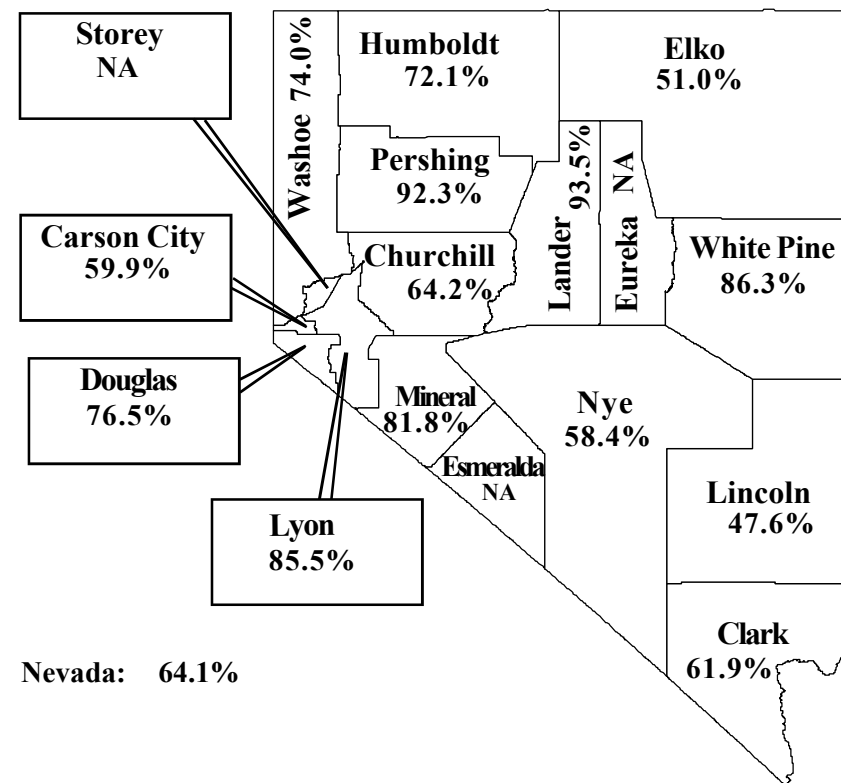 Storey
NA
Washoe 74.0%
Humboldt
72.1%
Elko
51.0%
Pershing
92.3%
Lander 93.5%
Eureka NA
Carson City
59.9%
Churchill
64.2%
White Pine
86.3%
Douglas
76.5%
Mineral
81.8%
Nye
58.4%
Esmeralda
NA
Lincoln
47.6%
Lyon
85.5%
Clark
61.9%
Nevada: 64.1%